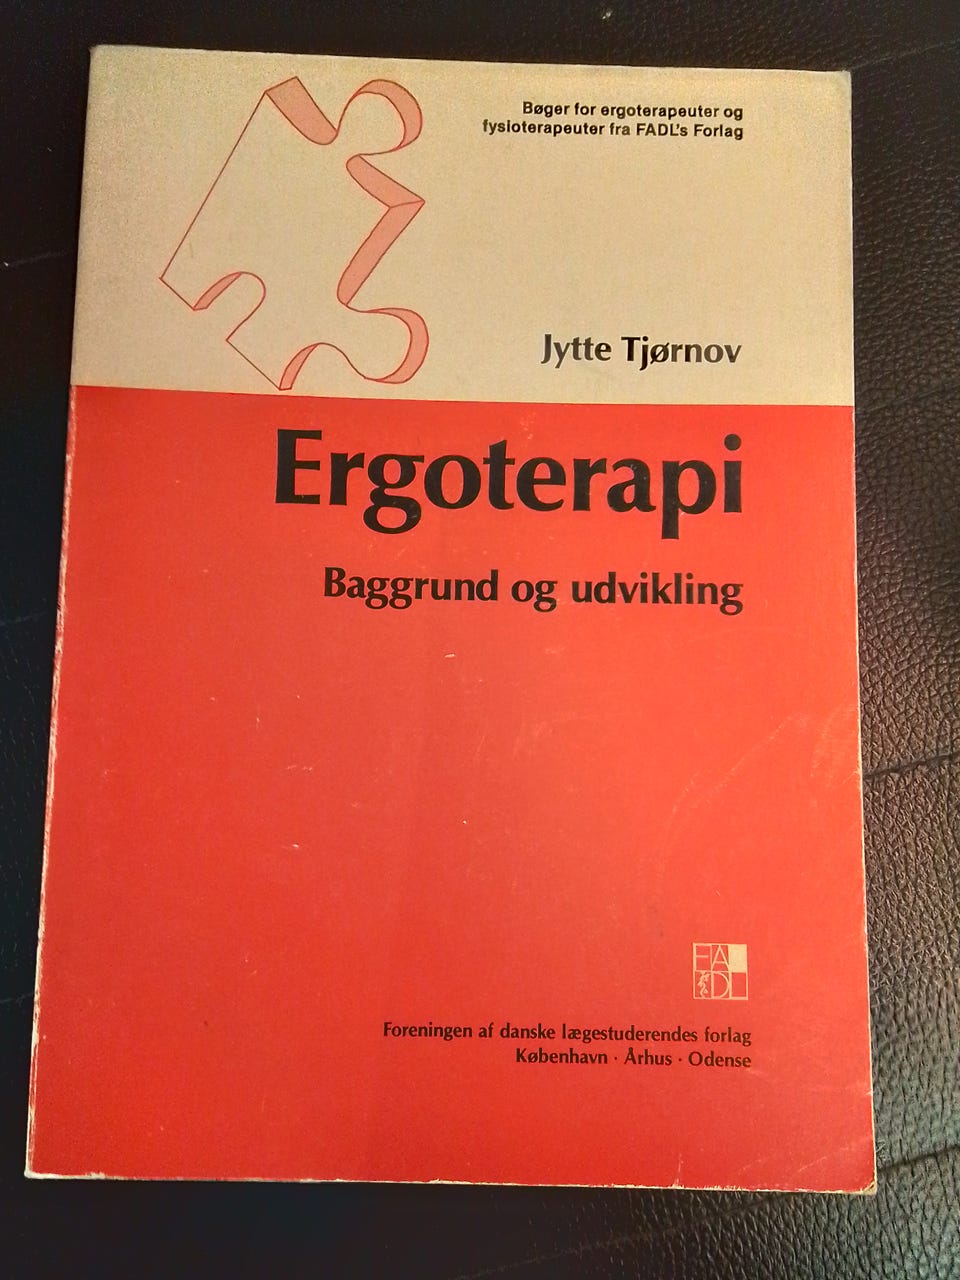 Bøger for ergoterapeuter og
fysioterapeuter fra FADL's Forlag
Jytte Tjørnov
Ergoterapi
Baggrund og udvikling
FA
DL
Foreningen af danske lægestuderendes forlag
København · Århus · Odense